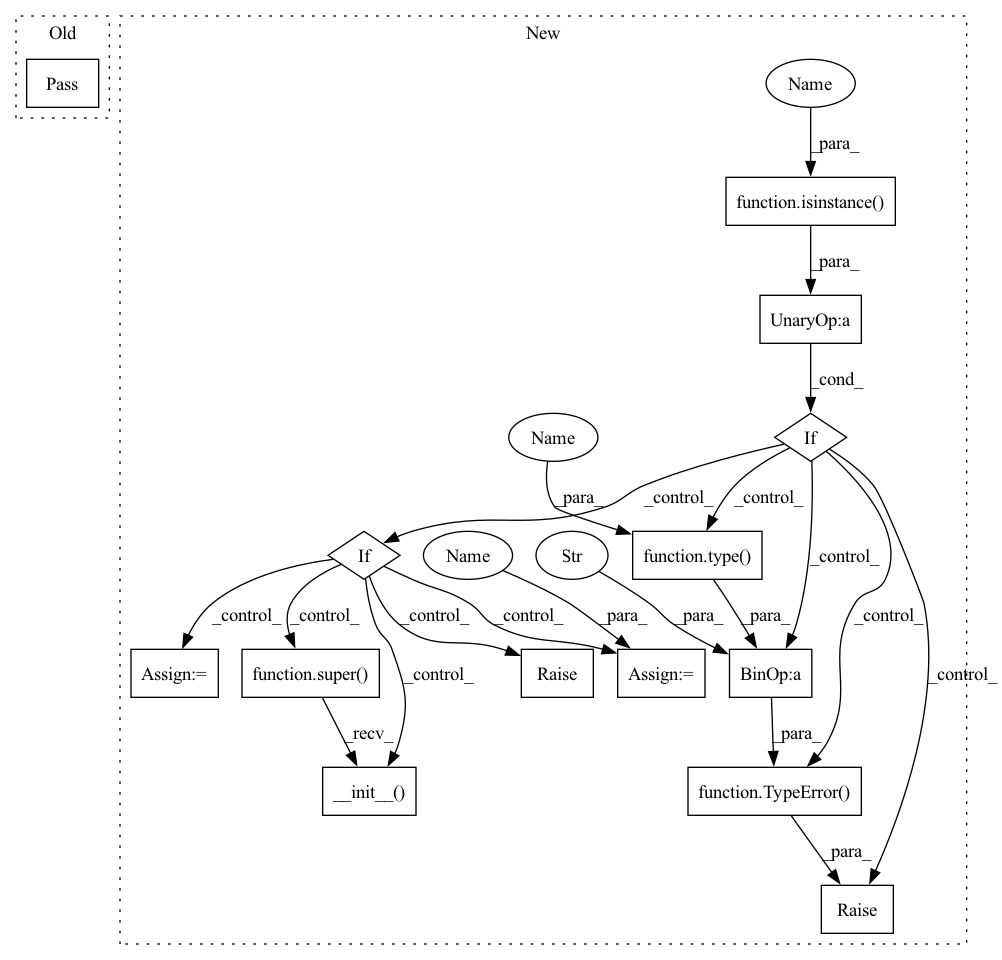 Old
New
Pass
Name
_para_
function.isinstance()
_para_
UnaryOp:a
_cond_
Name
If
_para_
_control_
_control_
If
Name
Str
function.type()
_control_
_control_
_control_
_control_
_control_
_para_
_para_
_para_
_control_
Assign:=
function.super()
_control_
Raise
Assign:=
BinOp:a
_control_
_recv_
_para_
__init__()
function.TypeError()
_para_
Raise